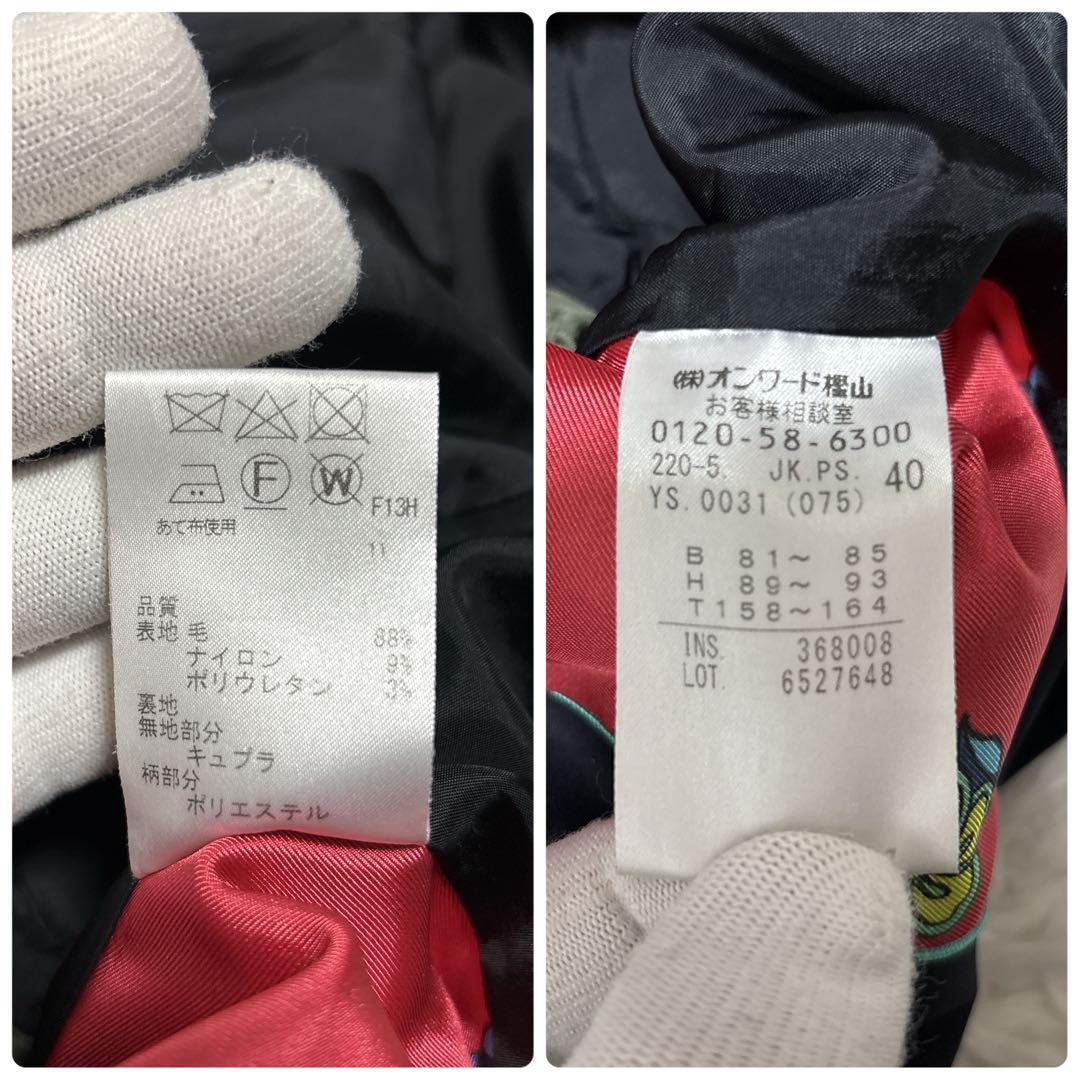 F
W
F13H
あて布使用
11
品質
表地 毛 88%
ナイロン 9%
ポリウレタン 3%
裏地
無地部分
キュプラ
柄部分
ポリエステル
㈱オンワード樫山
お客様相談室
0120-58-6300
220-5. JK.PS. 40
YS.0031(075)
B 81~ 85
H 89~ 93
T158~164
INS. 368008
LOT. 6527648